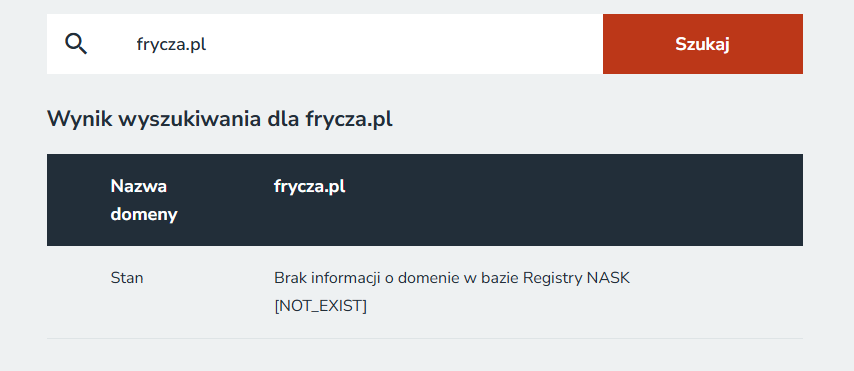 frycza.pl
Szukaj
Wynik wyszukiwania dla frycza.pl
Nazwa domeny
frycza.pl
Stan
Brak informacji o domenie w bazie Registry NASK
[NOT_EXIST]